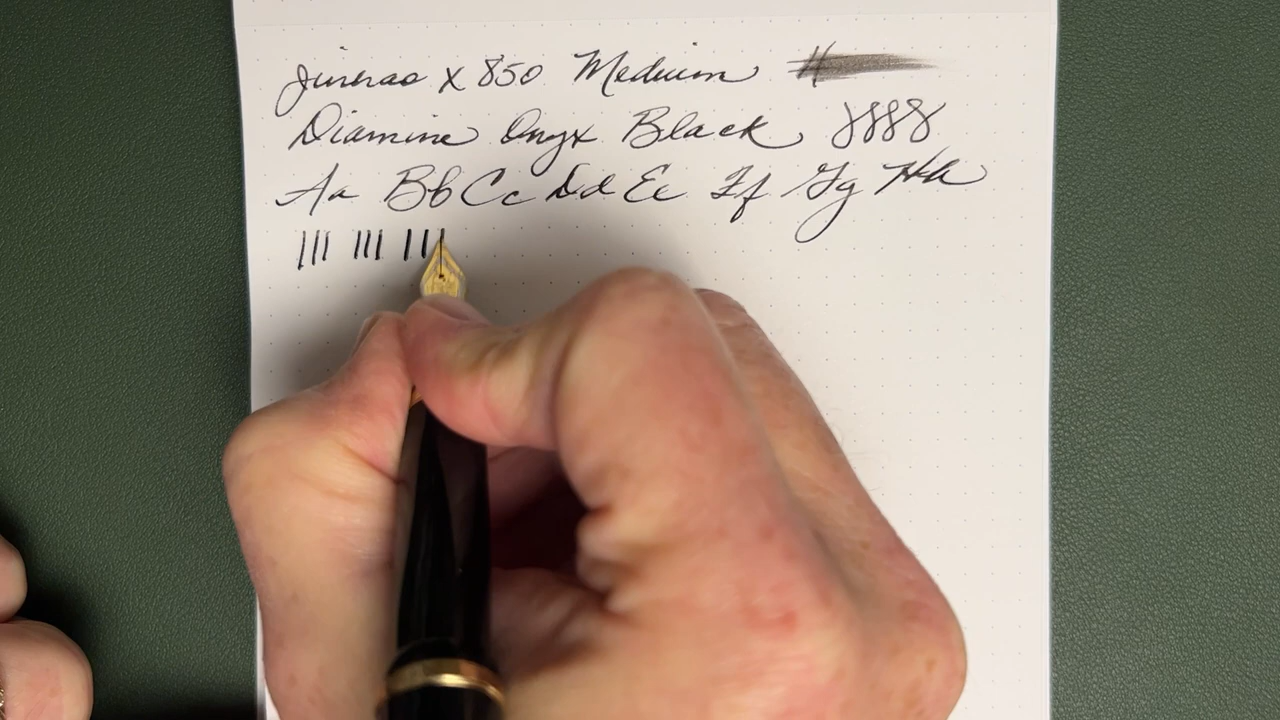 Jinhao X 850 Medium #
Diamine Onyx Black 8888
Aa Bb Cc Dd Ee Ff Gg Hh
||| ||| |||